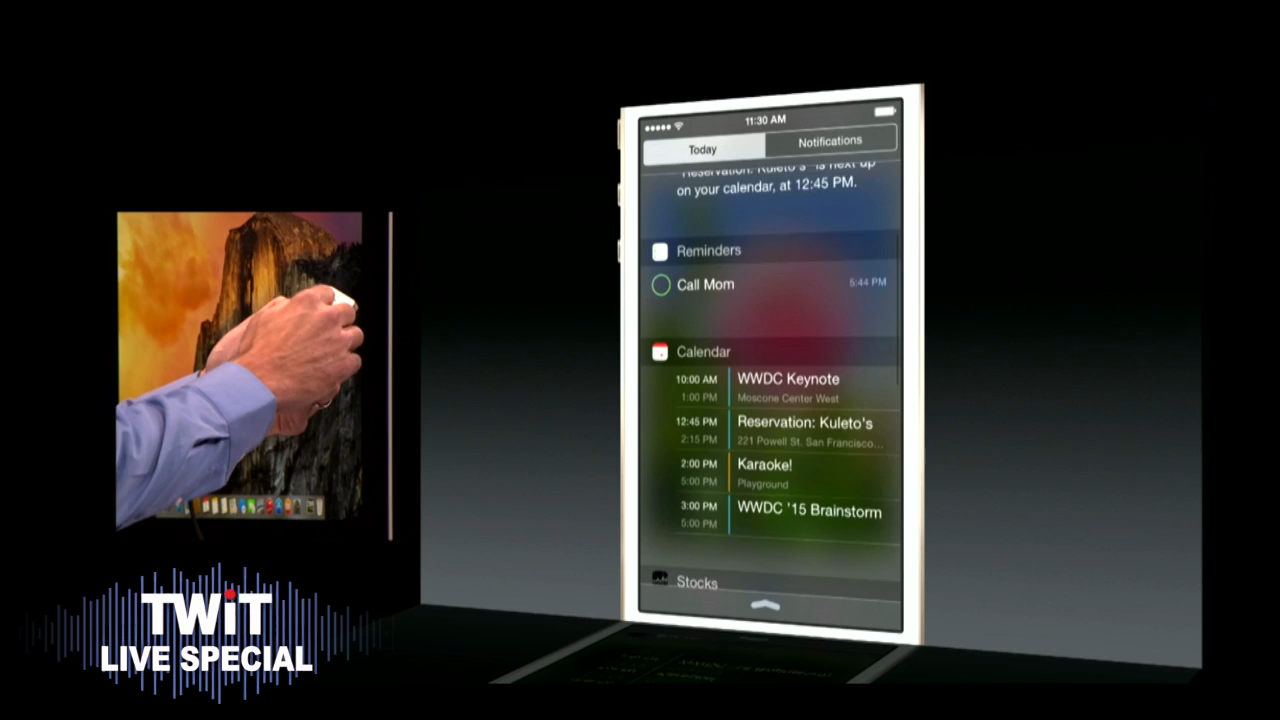 11:30 AM
Today
Notifications
"Reservation: Kuleto's" is next up
on your calendar, at 12:45 PM.
Reminders
Call Mom
5:44 PM
Calendar
10:00 AM
WWDC Keynote
1:00 PM
Moscone Center West
12:45 PM
Reservation: Kuleto's
2:15 PM
221 Powell St. San Francisco...
2:00 PM
Karaoke!
5:00 PM
Playground
3:00 PM
WWDC '15 Brainstorm
5:00 PM
Stocks
TWiT
LIVE SPECIAL